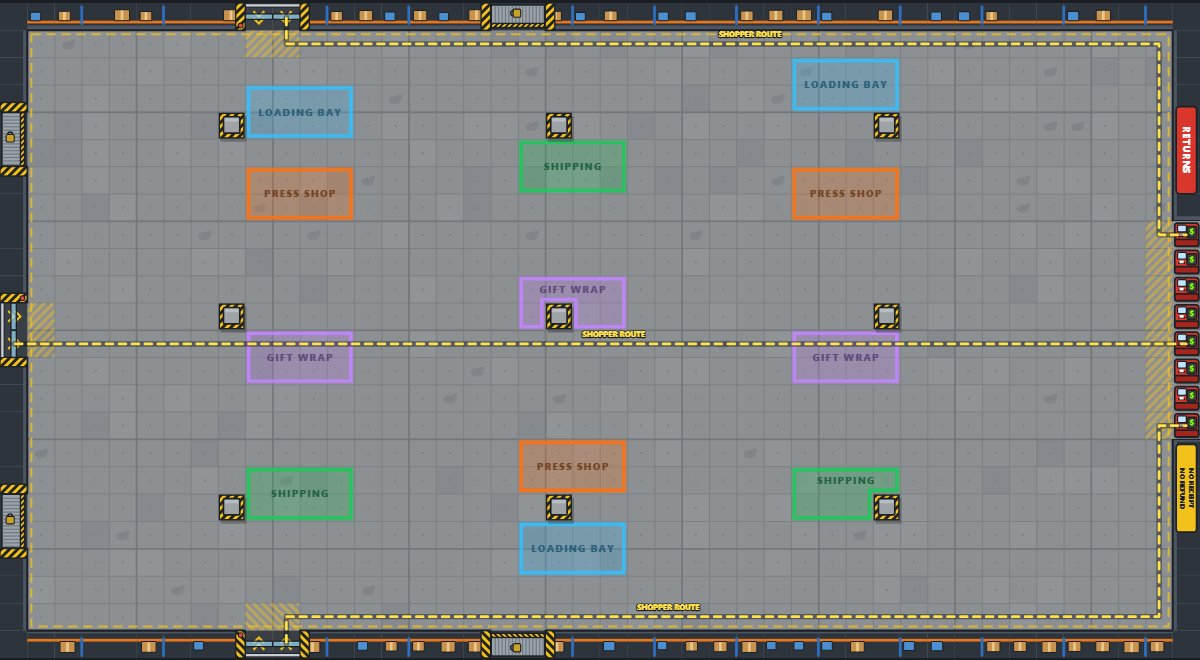 SHOPPER ROUTE
LOADING BAY
LOADING BAY
RETURNS
SHIPPING
PRESS SHOP
PRESS SHOP
$
$
$
$
$
$
$
$
GIFT WRAP
SHOPPER ROUTE
GIFT WRAP
GIFT WRAP
PRESS SHOP
SHIPPING
SHIPPING
NO RECEIPT
NO REFUND
LOADING BAY
SHOPPER ROUTE